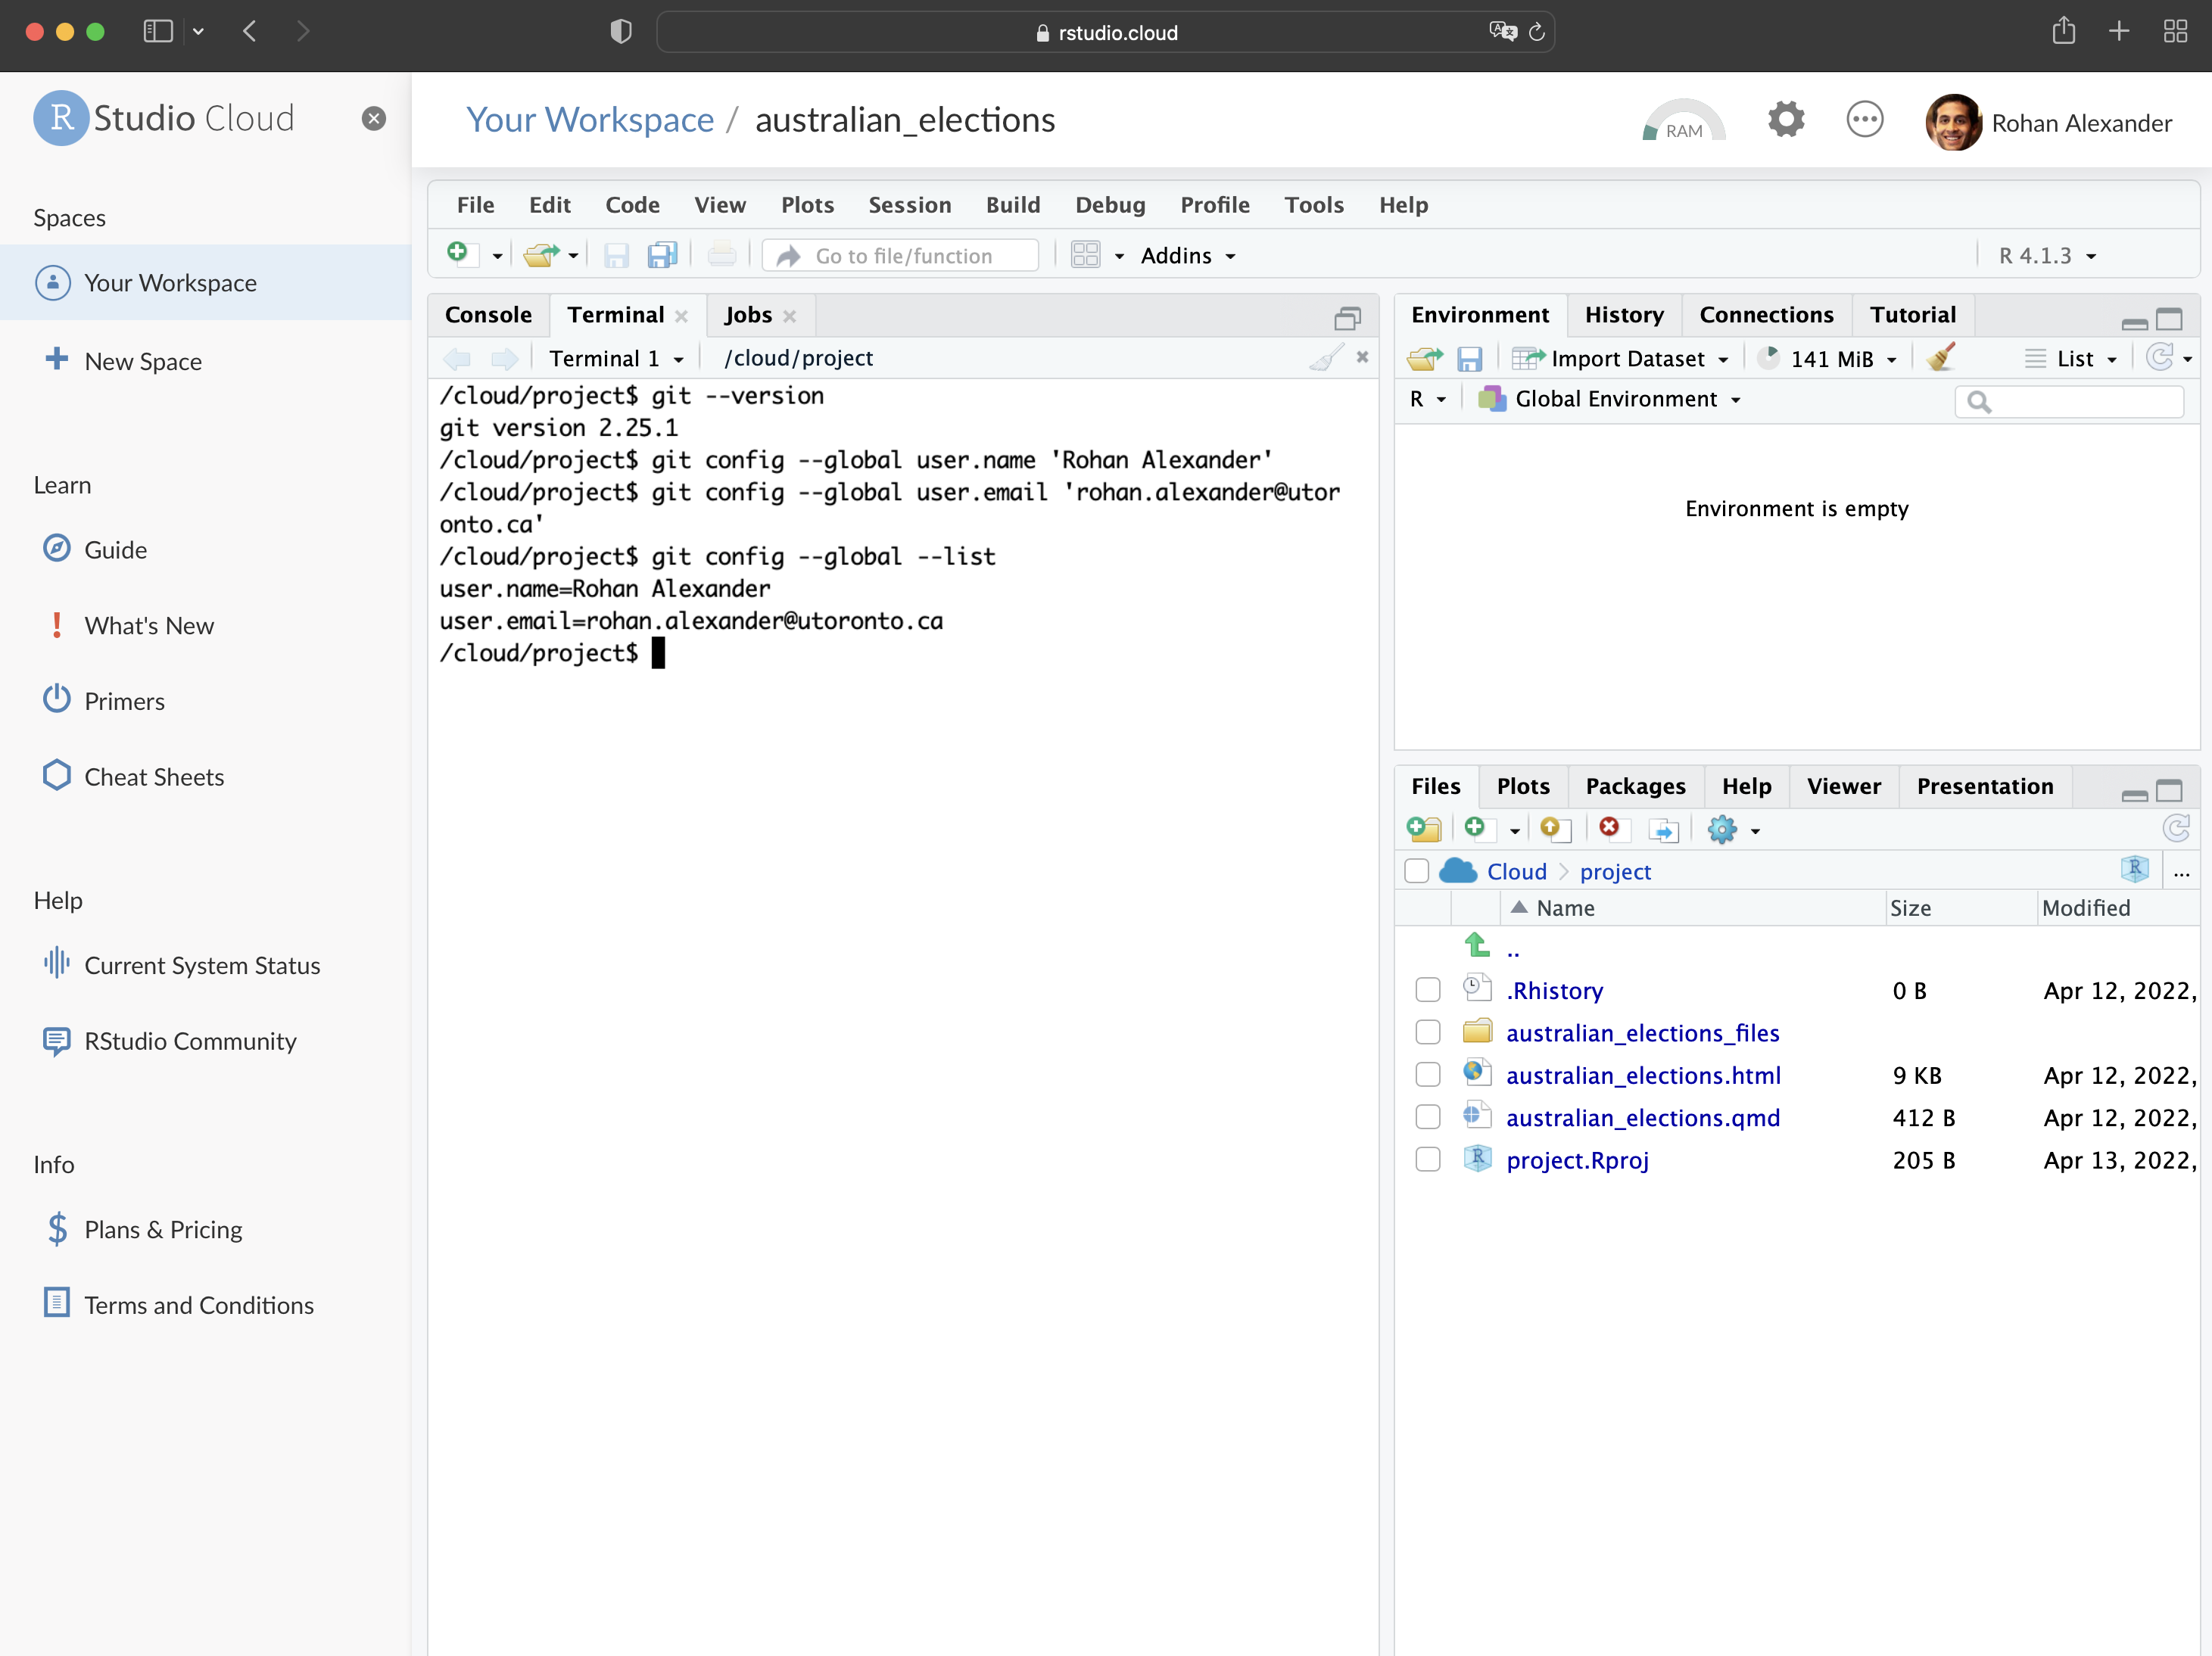 rstudio.cloud
R Studio Cloud
Your Workspace / australian_elections
RAM
Rohan Alexander
Spaces
Your Workspace
New Space
Learn
Guide
What's New
Primers
Cheat Sheets
Help
Current System Status
RStudio Community
Info
Plans & Pricing
Terms and Conditions
File Edit Code View Plots Session Build Debug Profile Tools Help
Go to file/function
Addins
R 4.1.3
Console Terminal Jobs
Terminal 1 /cloud/project
/cloud/project$ git --version
git version 2.25.1
/cloud/project$ git config --global user.name 'Rohan Alexander'
/cloud/project$ git config --global user.email 'rohan.alexander@utor
onto.ca'
/cloud/project$ git config --global --list
user.name=Rohan Alexander
user.email=rohan.alexander@utoronto.ca
/cloud/project$
Environment History Connections Tutorial
Import Dataset 141 MiB List
R Global Environment
Environment is empty
Files Plots Packages Help Viewer Presentation
Cloud project R ...
Name Size Modified
..
.Rhistory 0 B Apr 12, 2022,
australian_elections_files
australian_elections.html 9 KB Apr 12, 2022,
australian_elections.qmd 412 B Apr 12, 2022,
project.Rproj 205 B Apr 13, 2022,